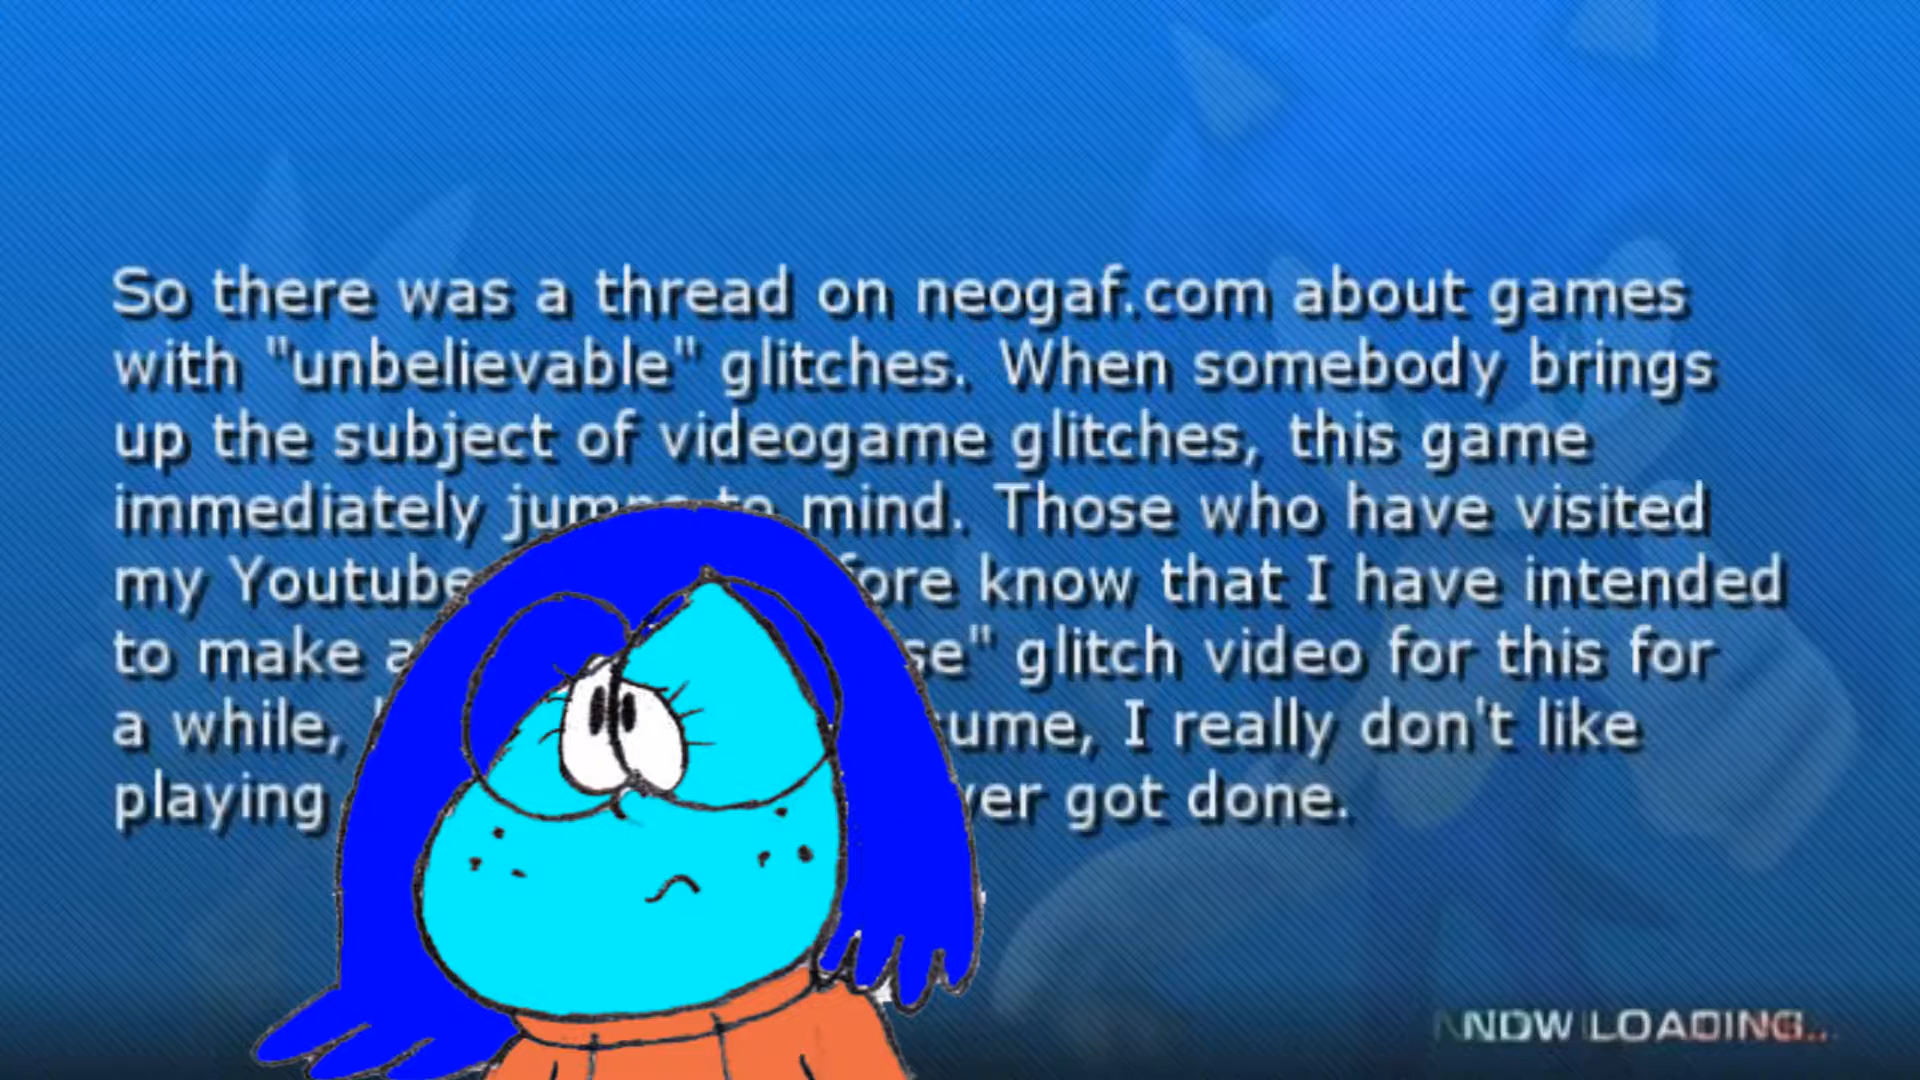 So there was a thread on neogaf.com about games
with "unbelievable" glitches. When somebody brings
up the subject of videogame glitches, this game
immediately jumps to mind. Those who have visited
my Youtube know that I have intended
to make a glitch video for this for
a while, I really don't like
playing got done.
NOW LOADING...